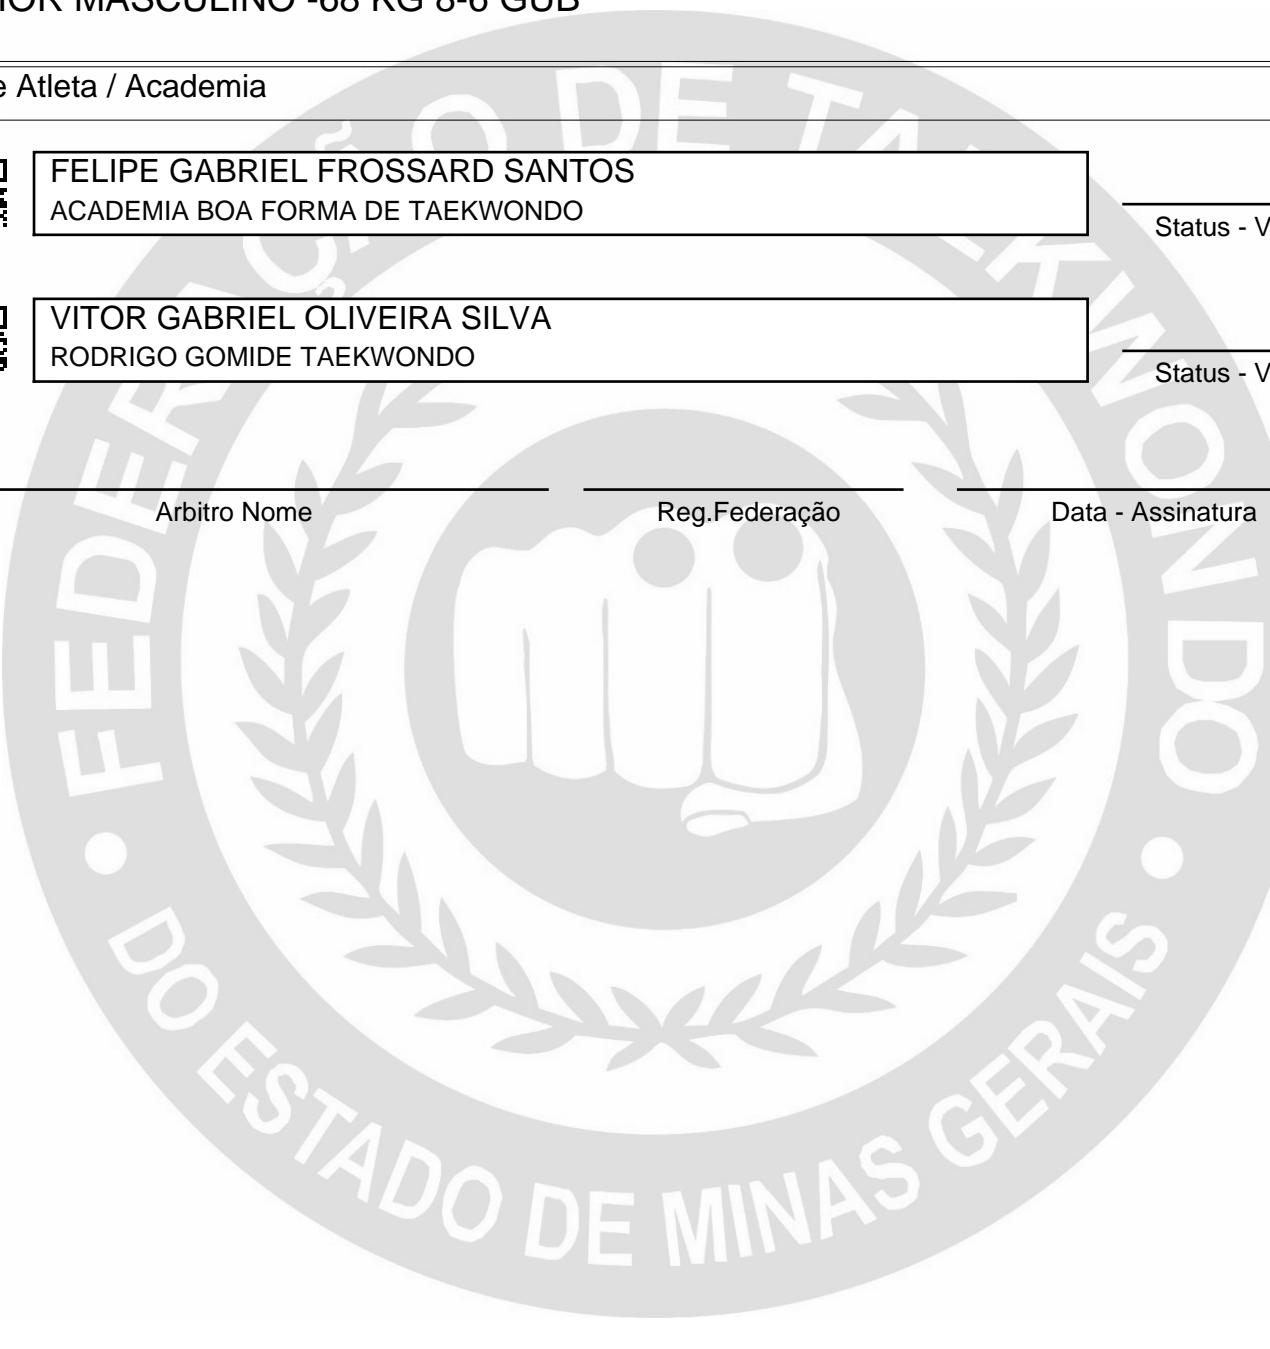 MASCULINO -68 KG 8-6 GUB
Atleta / Academia
FELIPE GABRIEL FROSSARD SANTOS
ACADEMIA BOA FORMA DE TAEKWONDO
Status - V
VITOR GABRIEL OLIVEIRA SILVA
RODRIGO GOMIDE TAEKWONDO
Status - V
Arbitro Nome
Reg.Federação
Data - Assinatura
FEDERAÇÃO DE TAEKWONDO
DO ESTADO DE MINAS GERAIS